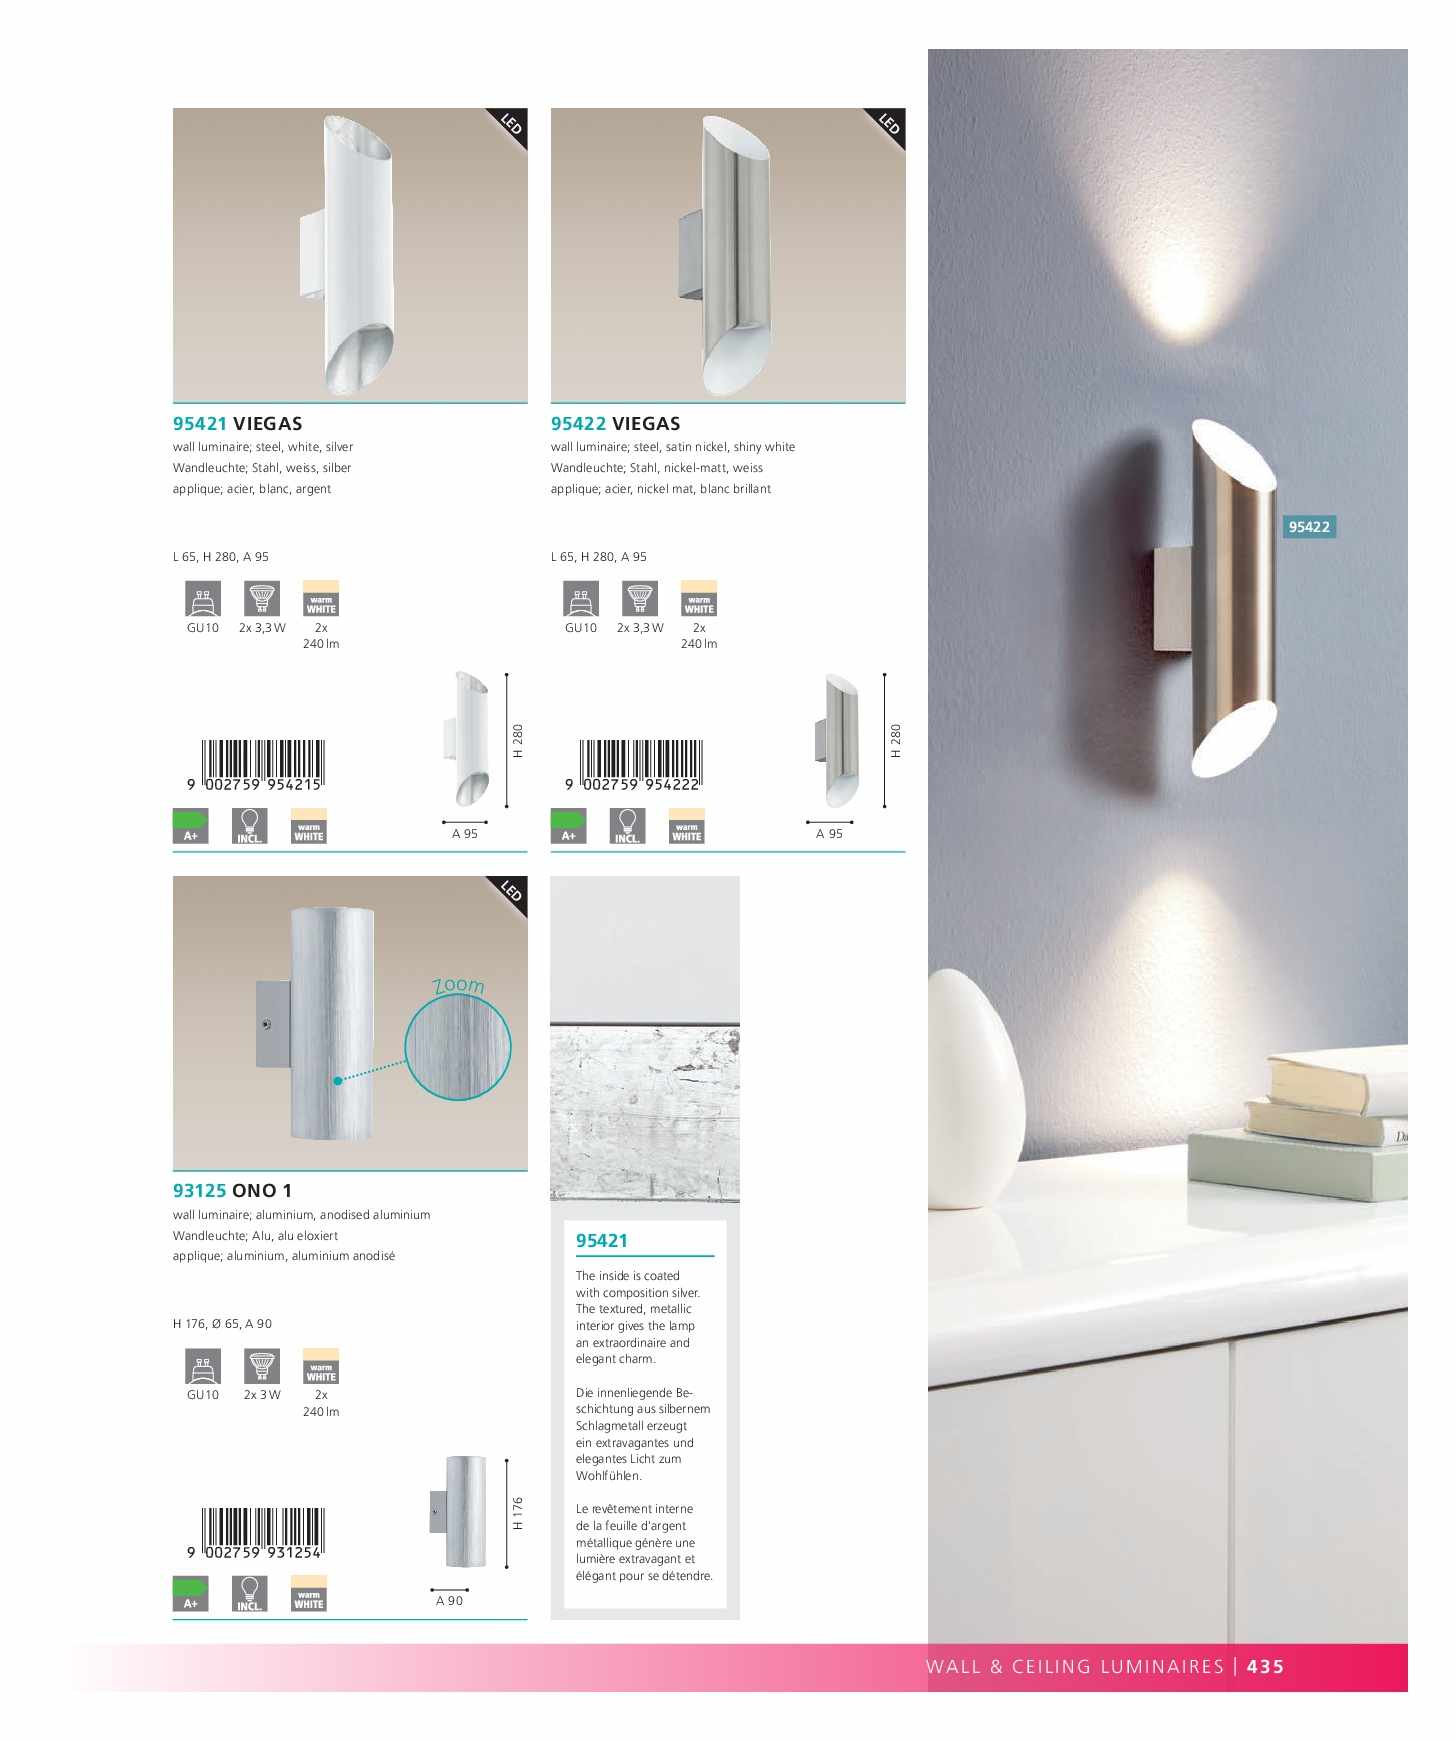 LED
95421 VIEGAS
wall luminaire; steel, white, silver
Wandleuchte; Stahl, weiss, silber
applique; acier, blanc, argent
L 65, H 280, A 95
warm
WHITE
GU10 2x 3,3 W 2x
240 lm
H 280
9 002759 954215
A+ INCL. warm
WHITE
A 95
LED
95422 VIEGAS
wall luminaire; steel, satin nickel, shiny white
Wandleuchte; Stahl, nickel-matt, weiss
applique; acier, nickel mat, blanc brillant
L 65, H 280, A 95
warm
WHITE
GU10 2x 3,3 W 2x
240 lm
H 280
9 002759 954222
A+ INCL. warm
WHITE
A 95
95422
LED
Zoom
93125 ONO 1
wall luminaire; aluminium, anodised aluminium
Wandleuchte; Alu, alu eloxiert
applique; aluminium, aluminium anodisé
H 176, Ø 65, A 90
warm
WHITE
GU10 2x 3 W 2x
240 lm
H 176
9 002759 931254
A+ INCL. warm
WHITE
A 90
95421
The inside is coated
with composition silver.
The textured, metallic
interior gives the lamp
an extraordinaire and
elegant charm.
Die innenliegende Be-
schichtung aus silbernem
Schlagmetall erzeugt
ein extravagantes und
elegantes Licht zum
Wohlfühlen.
Le revêtement interne
de la feuille d'argent
métallique génère une
lumière extravagant et
élégant pour se détendre.
WALL & CEILING LUMINAIRES | 435